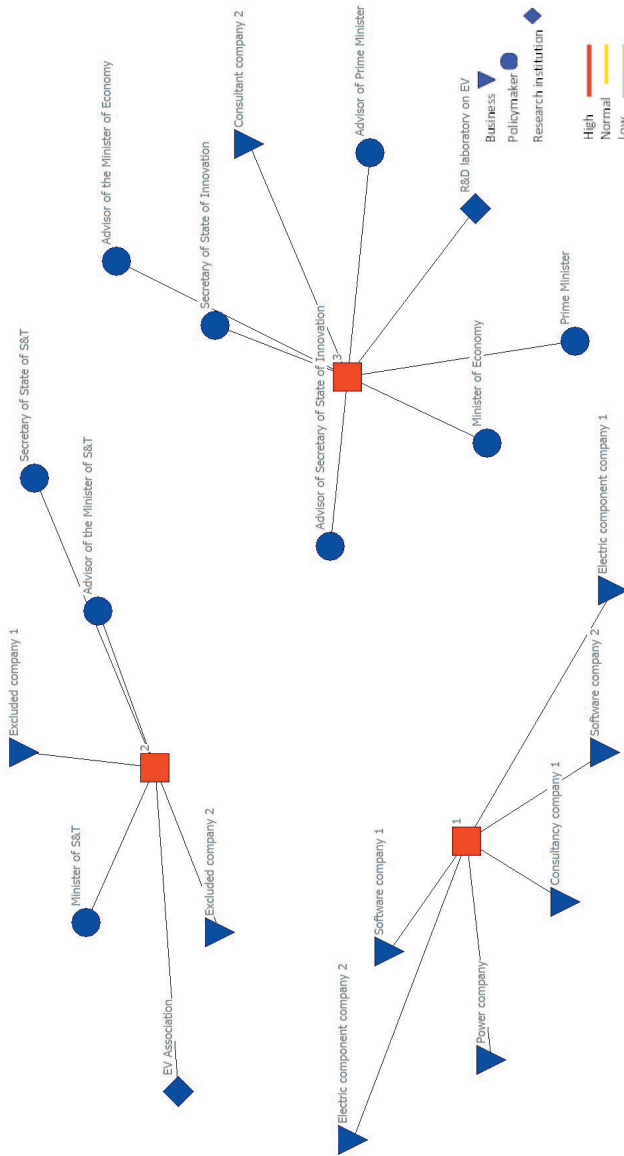 Secretary of State of S&T
Advisor of the Minister of Economy
Excluded company 1
Advisor of the Minister of S&T
Minister of S&T
Secretary of State of Innovation
Consultant company 2
2
Excluded company 2
EV Association
Advisor of Secretary of State of Innovation
3
Advisor of Prime Minister
R&D laboratory on EV
Minister of Economy
Prime Minister
Electric component company 2
Software company 1
1
Power company
Consultancy company 1
Software company 2
Electric component company 1
Business
Policymaker
Research institution
High
Normal
Low